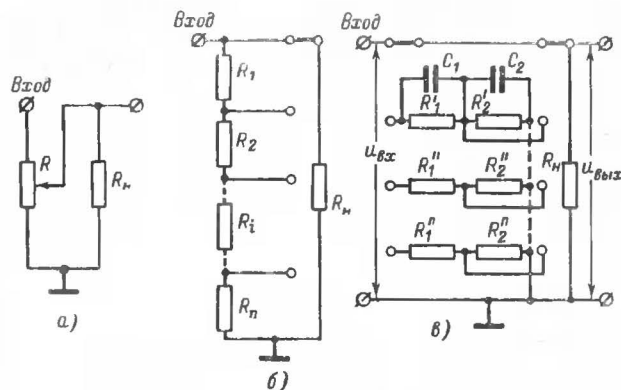 Вход
R
Rн
а)
Вход
R1
R2
Ri
Rn
Rн
б)
Вход
C1
C2
R'1
R'2
R"1
R"2
Rⁿ1
Rⁿ2
uвх
Rн
uвых
в)